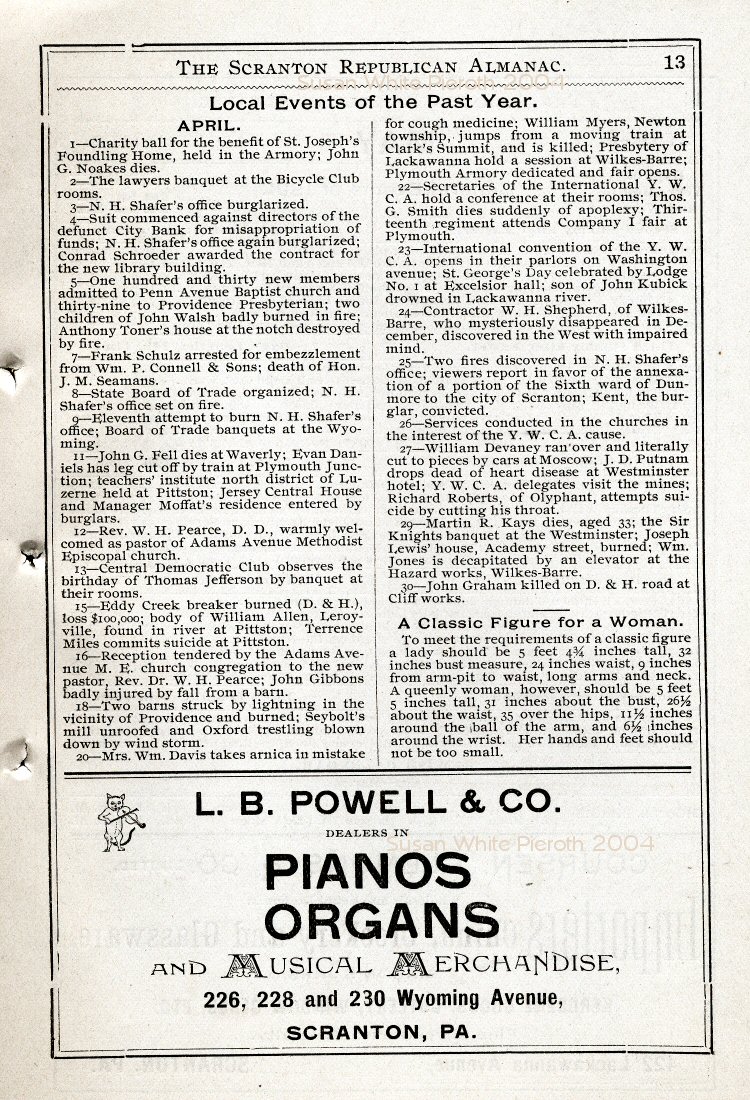 THE SCRANTON REPUBLICAN ALMANAC. 13
Susan White Pieroth 2004
Local Events of the Past Year.
APRIL.
1—Charity ball for the benefit of St. Joseph's
Foundling Home, held in the Armory; John
G. Noakes dies.
2—The lawyers banquet at the Bicycle Club
rooms.
3—N. H. Shafer's office burglarized.
4—Suit commenced against directors of the
defunct City Bank for misappropriation of
funds; N. H. Shafer's office again burglarized;
Conrad Schroeder awarded the contract for
the new library building.
5—One hundred and thirty new members
admitted to Penn Avenue Baptist church and
thirty-nine to Providence Presbyterian; two
children of John Walsh badly burned in fire;
Anthony Toner's house at the notch destroyed
by fire.
7—Frank Schulz arrested for embezzlement
from Wm. P. Connell & Sons; death of Hon.
J. M. Seamans.
8—State Board of Trade organized; N. H.
Shafer's office set on fire.
9—Eleventh attempt to burn N. H. Shafer's
office; Board of Trade banquets at the Wyo-
ming.
11—John G. Fell dies at Waverly; Evan Dan-
iels has leg cut off by train at Plymouth Junc-
tion; teachers' institute north district of Lu-
zerne held at Pittston; Jersey Central House
and Manager Moffat's residence entered by
burglars.
12—Rev. W. H. Pearce, D. D., warmly wel-
comed as pastor of Adams Avenue Methodist
Episcopal church.
13—Central Democratic Club observes the
birthday of Thomas Jefferson by banquet at
their rooms.
15—Eddy Creek breaker burned (D. & H.),
loss $100,000; body of William Allen, Leroy-
ville, found in river at Pittston; Terrence
Miles commits suicide at Pittston.
16—Reception tendered by the Adams Ave-
nue M. E. church congregation to the new
pastor, Rev. Dr. W. H. Pearce; John Gibbons
badly injured by fall from a barn.
18—Two barns struck by lightning in the
vicinity of Providence and burned; Seybolt's
mill unroofed and Oxford trestling blown
down by wind storm.
20—Mrs. Wm. Davis takes arnica in mistake
for cough medicine; William Myers, Newton
township, jumps from a moving train at
Clark's Summit, and is killed; Presbytery of
Lackawanna hold a session at Wilkes-Barre;
Plymouth Armory dedicated and fair opens.
22—Secretaries of the International Y. W.
C. A. hold a conference at their rooms; Thos.
G. Smith dies suddenly of apoplexy; Thir-
teenth regiment attends Company I fair at
Plymouth.
23—International convention of the Y. W.
C. A. opens in their parlors on Washington
avenue; St. George's Day celebrated by Lodge
No. 1 at Excelsior hall; son of John Kubick
drowned in Lackawanna river.
24—Contractor W. H. Shepherd, of Wilkes-
Barre, who mysteriously disappeared in De-
cember, discovered in the West with impaired
mind.
25—Two fires discovered in N. H. Shafer's
office; viewers report in favor of the annexa-
tion of a portion of the Sixth ward of Dun-
more to the city of Scranton; Kent, the bur-
glar, convicted.
26—Services conducted in the churches in
the interest of the Y. W. C. A. cause.
27—William Devaney ran over and literally
cut to pieces by cars at Moscow; J. D. Putnam
drops dead of heart disease at Westminster
hotel; Y. W. C. A. delegates visit the mines;
Richard Roberts, of Olyphant, attempts sui-
cide by cutting his throat.
29—Martin R. Kays dies, aged 33; the Sir
Knights banquet at the Westminster; Joseph
Lewis' house, Academy street, burned; Wm.
Jones is decapitated by an elevator at the
Hazard works, Wilkes-Barre.
30—John Graham killed on D. & H. road at
Cliff works.
A Classic Figure for a Woman.
To meet the requirements of a classic figure
a lady should be 5 feet 4¾ inches tall, 32
inches bust measure, 24 inches waist, 9 inches
from arm-pit to waist, long arms and neck.
A queenly woman, however, should be 5 feet
5 inches tall, 31 inches about the bust, 26½
about the waist, 35 over the hips, 11½ inches
around the ball of the arm, and 6½ inches
around the wrist. Her hands and feet should
not be too small.
L. B. POWELL & CO.
DEALERS IN
Susan White Pieroth 2004
PIANOS
ORGANS
AND MUSICAL MERCHANDISE,
226, 228 and 230 Wyoming Avenue,
SCRANTON, PA.